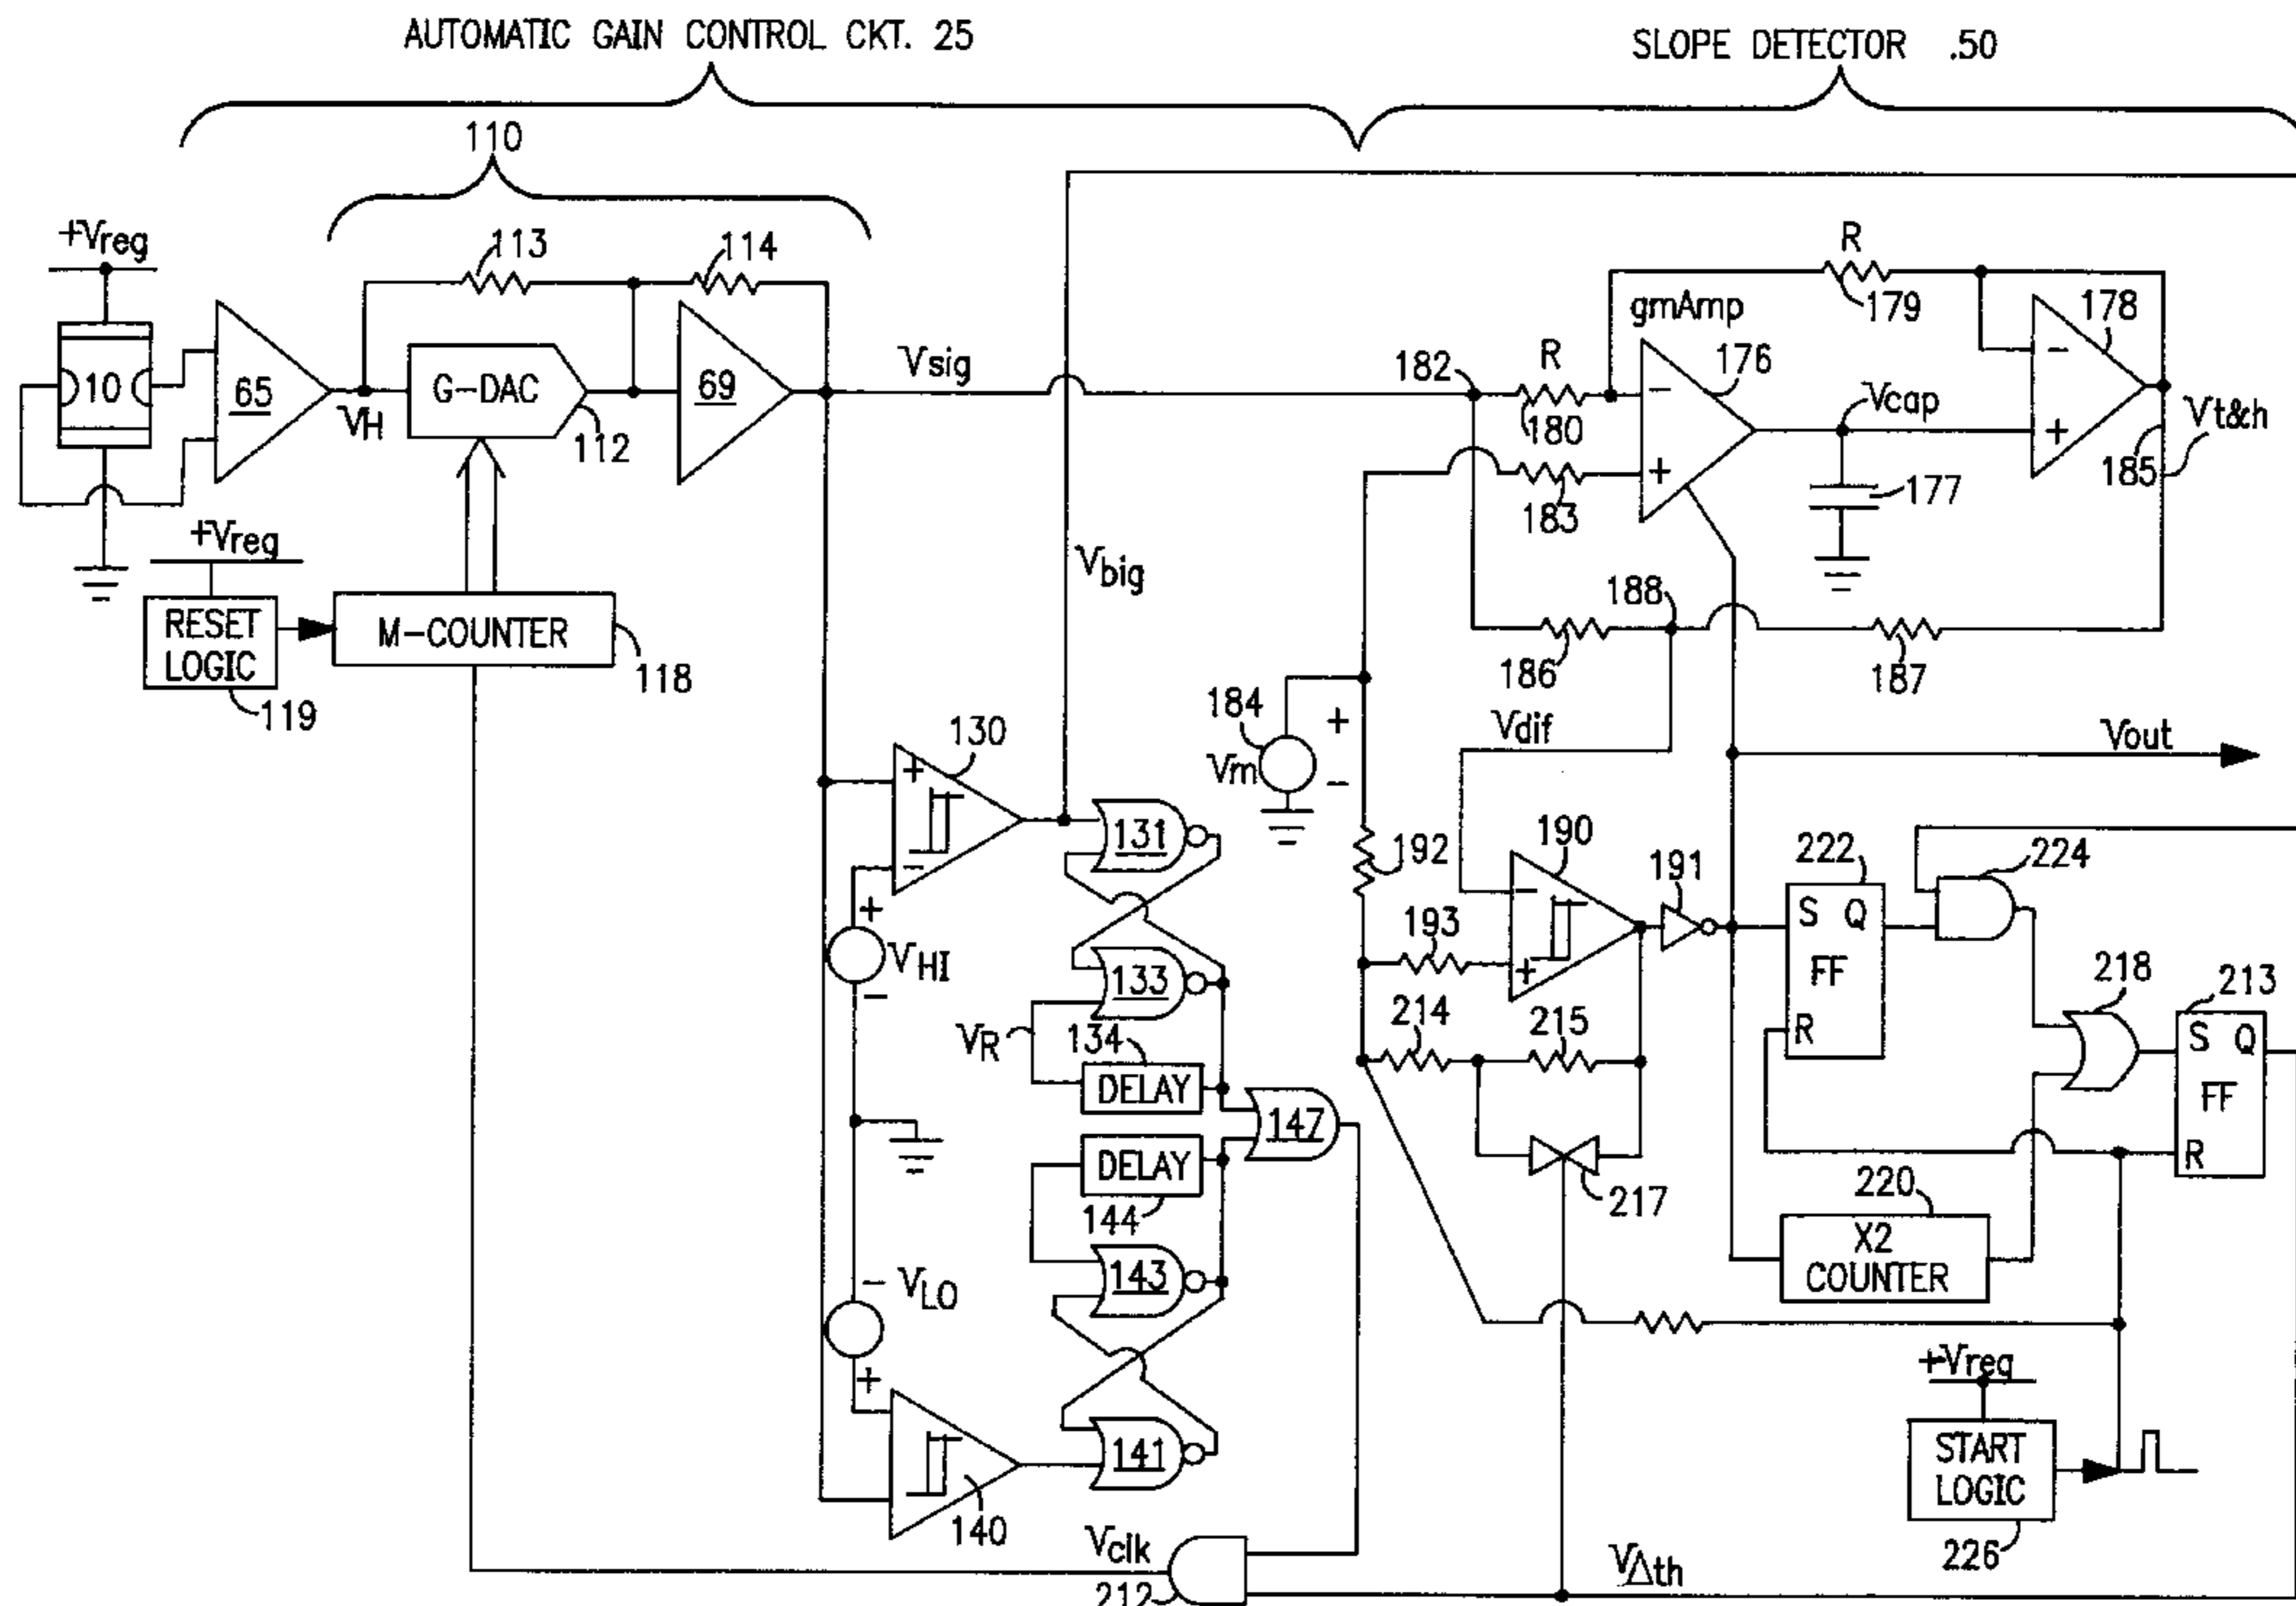 AUTOMATIC GAIN CONTROL CKT. 25
SLOPE DETECTOR .50
110
+Vreg
113
114
10
65
VH
G-DAC
112
69
Vsig
182
R
180
183
gmAmp
176
R
179
178
Vcap
177
185
Vt&h
+Vreg
RESET
LOGIC
119
M-COUNTER
118
Vbig
188
186
187
184
Vm
+
-
Vdif
Vout
130
+
-
+
VHI
-
131
133
VR
134
DELAY
DELAY
144
147
143
141
- VLO
+
140
192
193
190
-
+
191
214
215
217
222
S Q
FF
R
224
218
213
S Q
FF
R
220
X2
COUNTER
+Vreg
START
LOGIC
226
Vclk
212
VΔth
-
+
-
+